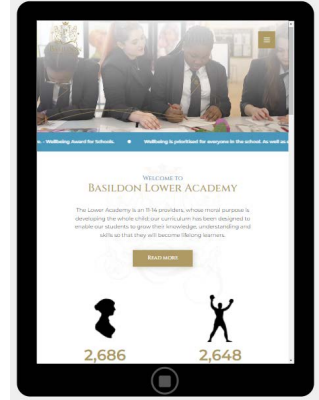 - Wellbeing Award for Schools. • Wellbeing is prioritised for everyone in the school. As well as
WELCOME TO
BASILDON LOWER ACADEMY
The Lower Academy is an 11-14 providers, whose moral purpose is
developing the whole child; our curriculum has been designed to
enable our students to grow their knowledge, understanding and
skills so that they will become lifelong learners.
READ MORE
2,686
2,648